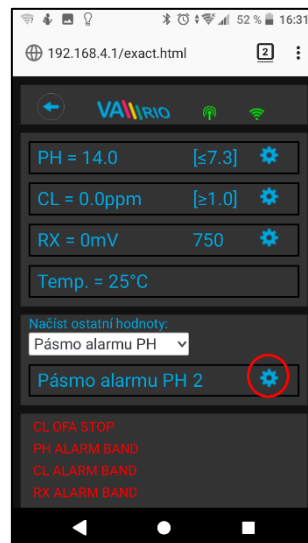 52 % 16:31
192.168.4.1/exact.html 2
VA\\\RIO
PH = 14.0 [≤7.3]
CL = 0.0ppm [≥1.0]
RX = 0mV 750
Temp. = 25°C
Načíst ostatní hodnoty:
Pásmo alarmu PH
Pásmo alarmu PH 2
CL OFA STOP
PH ALARM BAND
CL ALARM BAND
RX ALARM BAND